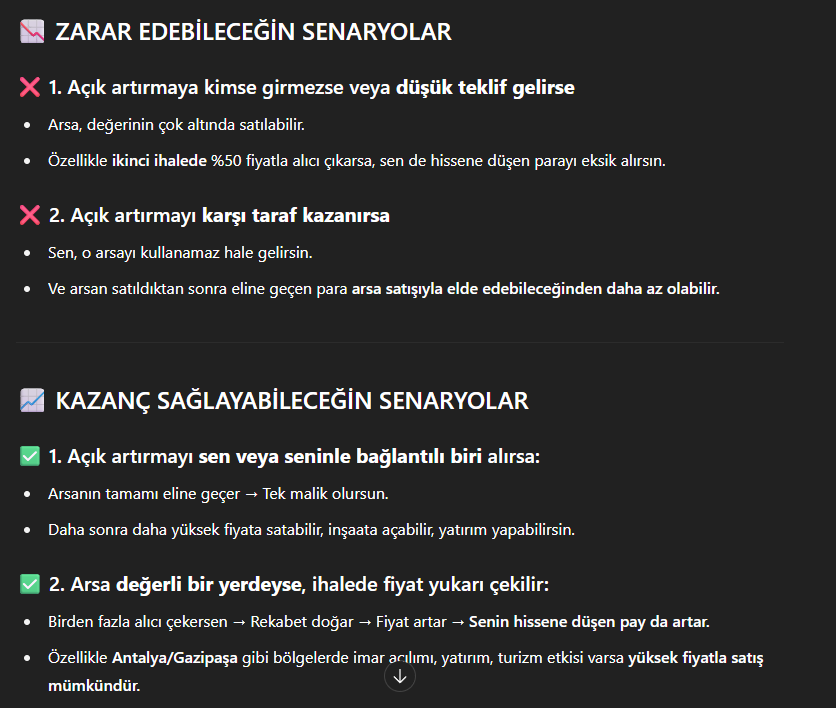 ZARAR EDEBİLECEĞİN SENARYOLAR
1. Açık artırmaya kimse girmezse veya düşük teklif gelirse
Arsa, değerinin çok altında satılabilir.
Özellikle ikinci ihalede %50 fiyatla alıcı çıkarsa, sen de hissene düşen parayı eksik alırsın.
2. Açık artırmayı karşı taraf kazanırsa
Sen, o arsayı kullanamaz hale gelirsin.
Ve arsan satıldıktan sonra eline geçen para arsa satışıyla elde edebileceğinden daha az olabilir.
KAZANÇ SAĞLAYABİLECEĞİN SENARYOLAR
1. Açık artırmayı sen veya seninle bağlantılı biri alırsa:
Arsanın tamamı eline geçer → Tek malik olursun.
Daha sonra daha yüksek fiyata satabilir, inşaata açabilir, yatırım yapabilirsin.
2. Arsa değerli bir yerdeyse, ihalede fiyat yukarı çekilir:
Birden fazla alıcı çekersen → Rekabet doğar → Fiyat artar → Senin hissene düşen pay da artar.
Özellikle Antalya/Gazipaşa gibi bölgelerde imar açılımı, yatırım, turizm etkisi varsa yüksek fiyatla satış
mümkündür.